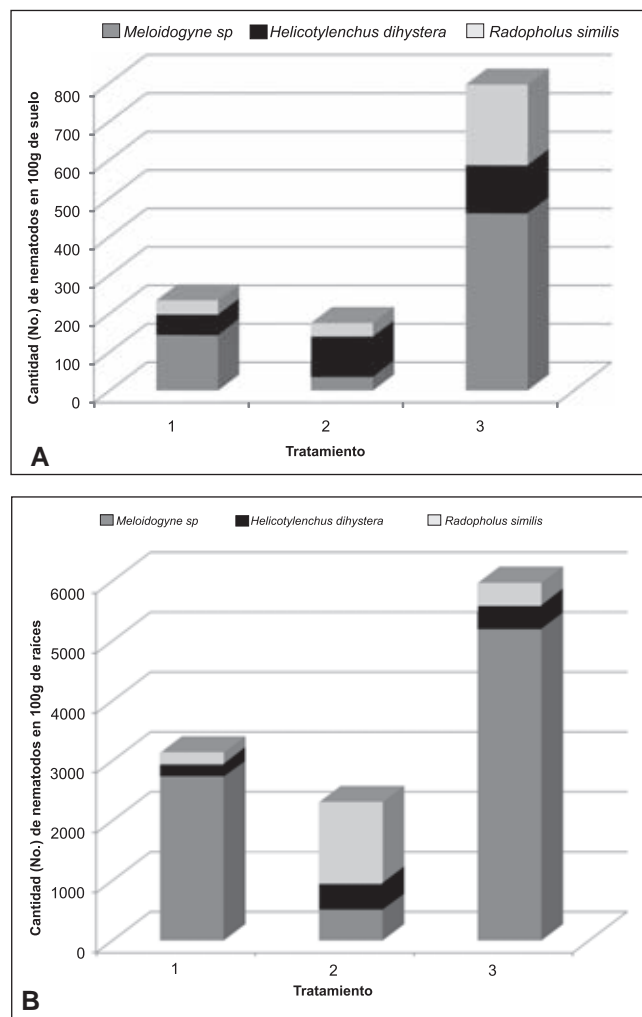 Meloidogyne sp Helicotylenchus dihystera Radopholus similis
Cantidad (No.) de nematodos en 100g de suelo
800
700
600
500
400
300
200
100
0
1 2 3
Tratamiento
A
Meloidogyne sp Helicotylenchus dihystera Radopholus similis
Cantidad (No.) de nematodos en 100g de raíces
6000
5000
4000
3000
2000
1000
0
1 2 3
Tratamiento
B